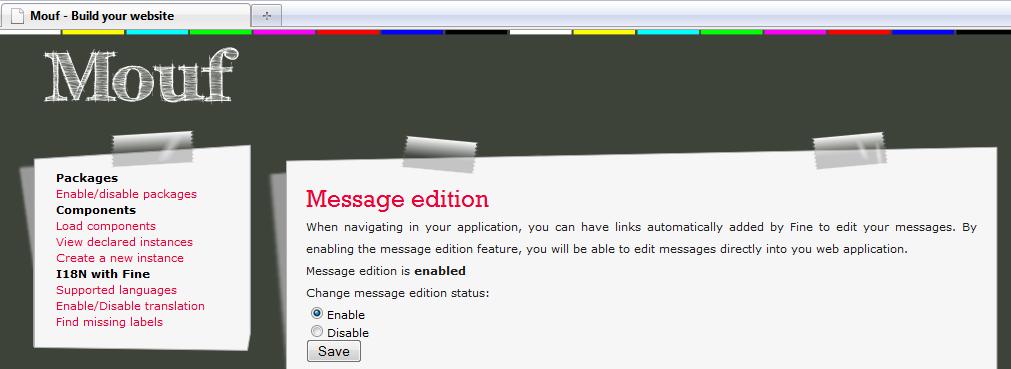 Mouf - Build your website
Mouf
Packages
Enable/disable packages
Components
Load components
View declared instances
Create a new instance
I18N with Fine
Supported languages
Enable/Disable translation
Find missing labels
Message edition
When navigating in your application, you can have links automatically added by Fine to edit your messages. By
enabling the message edition feature, you will be able to edit messages directly into you web application.
Message edition is enabled
Change message edition status:
Enable
Disable
Save